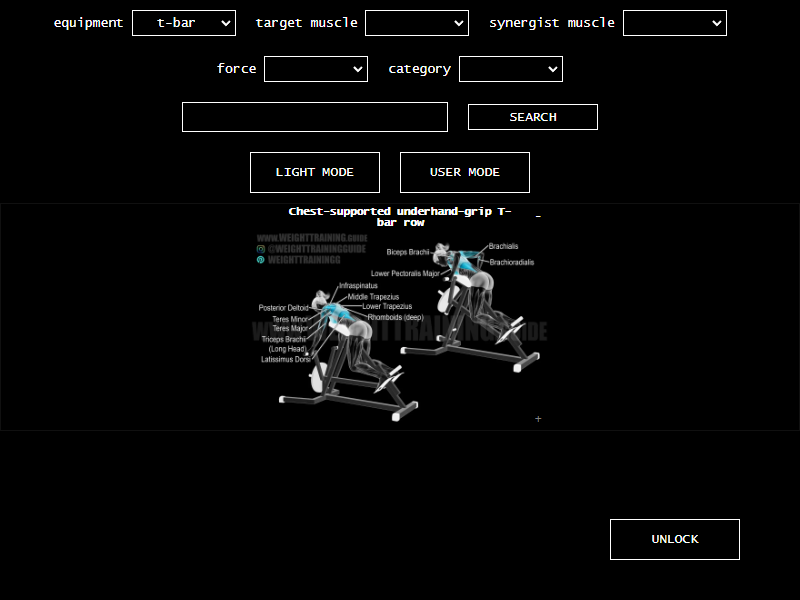 equipment t-bar target muscle synergist muscle
force category
SEARCH
LIGHT MODE USER MODE
Chest-supported underhand-grip T-
bar row
-
WWW.WEIGHTTRAINING.GUIDE
@WEIGHTTRAININGGUIDE
WEIGHTTRAININGG
Biceps Brachii
Brachialis
Brachioradialis
Lower Pectoralis Major
Infraspinatus
Middle Trapezius
Lower Trapezius
Rhomboids (deep)
Posterior Deltoid
Teres Minor
Teres Major
Triceps Brachii
(Long Head)
Latissimus Dorsi
WEIGHTTRAINING.GUIDE
+
UNLOCK